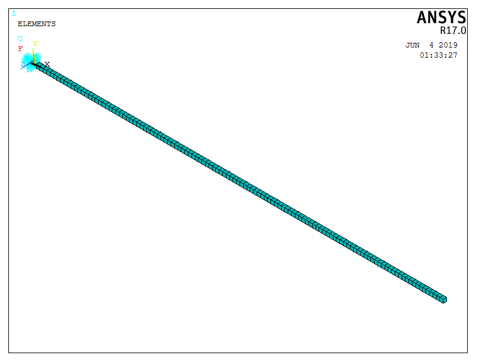 1
ELEMENTS
U
F
ANSYS
R17.0
JUN 4 2019
01:33:27
Y
X